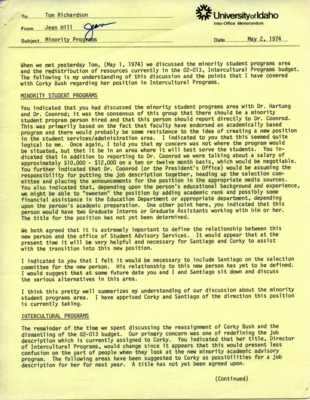 To Tom Richardson
University of Idaho
Inter-Office Memorandum
From Jean Hill Jean
Subject Minority Programs
Date May 2, 1974
When we met yesterday Tom, (May 1, 1974) we discussed the minority student programs area
and the redistribution of resources currently in the 02-013, Intercultural Programs budget.
The following is my understanding of this discussion and the points that I have covered
with Corky Bush regarding her position in Intercultural Programs.
MINORITY STUDENT PROGRAMS
You indicated that you had discussed the minority student programs area with Dr. Hartung
and Dr. Coonrod; it was the consensus of this group that there should be a minority
student program person hired and that this person should report directly to Dr. Coonrod.
This was primarily based on the fact that faculty have endorsed an academically based
program and there would probably be some resistance to the idea of creating a new position
in the student services/administration area. I indicated to you that this seemed quite
logical to me. Once again, I told you that my concern was not where the program would
be situated, but that it be in an area where it will best serve the students. You in-
dicated that in addition to reporting to Dr. Coonrod we were talking about a salary of
approximately $10,000 - $12,000 on a ten or twelve month basis, which would be negotiable.
You further indicated that Dr. Coonrod (or the President's Office) would be assuming the
responsibility for putting the job description together, heading up the selection com-
mittee and placing the announcements for the position in the appropriate media sources.
You also indicated that, depending upon the person's educational background and experience,
we might be able to "sweeten" the position by adding academic rank and possibly some
financial assistance in the Education Department or appropriate department, depending
upon the person's academic preparation. One other point here, you indicated that this
person would have two Graduate Interns or Graduate Assistants working with him or her.
The title for the position has not yet been determined.
We both agreed that it is extremely important to define the relationship between this
new person and the office of Student Advisory Services. It would appear that at the
present time it will be very helpful and necessary for Santiago and Corky to assist
with the transition into this new position.
I indicated to you that I felt it would be necessary to include Santiago on the selection
committee for the new person. His relationship to this new person has yet to be defined.
I would suggest that at some future date you and I and Santiago sit down and discuss
the various alternatives in this area.
I think this pretty well summarizes my understanding of our discussion about the minority
student programs area. I have apprised Corky and Santiago of the direction this position
is currently taking.
INTERCULTURAL PROGRAMS
The remainder of the time we spent discussing the reassignment of Corky Bush and the
dismantling of the 02-013 budget. Our primary concern was one of redefining the job
description which is currently assigned to Corky. You indicated that her title, Director
of Intercultural Programs, would change since it appears that this would present less
confusion on the part of people when they look at the new minority academic advisory
program. The following areas have been suggested to Corky as possibilities for a job
description for her for next year. A title has not yet been agreed upon.
(Continued)